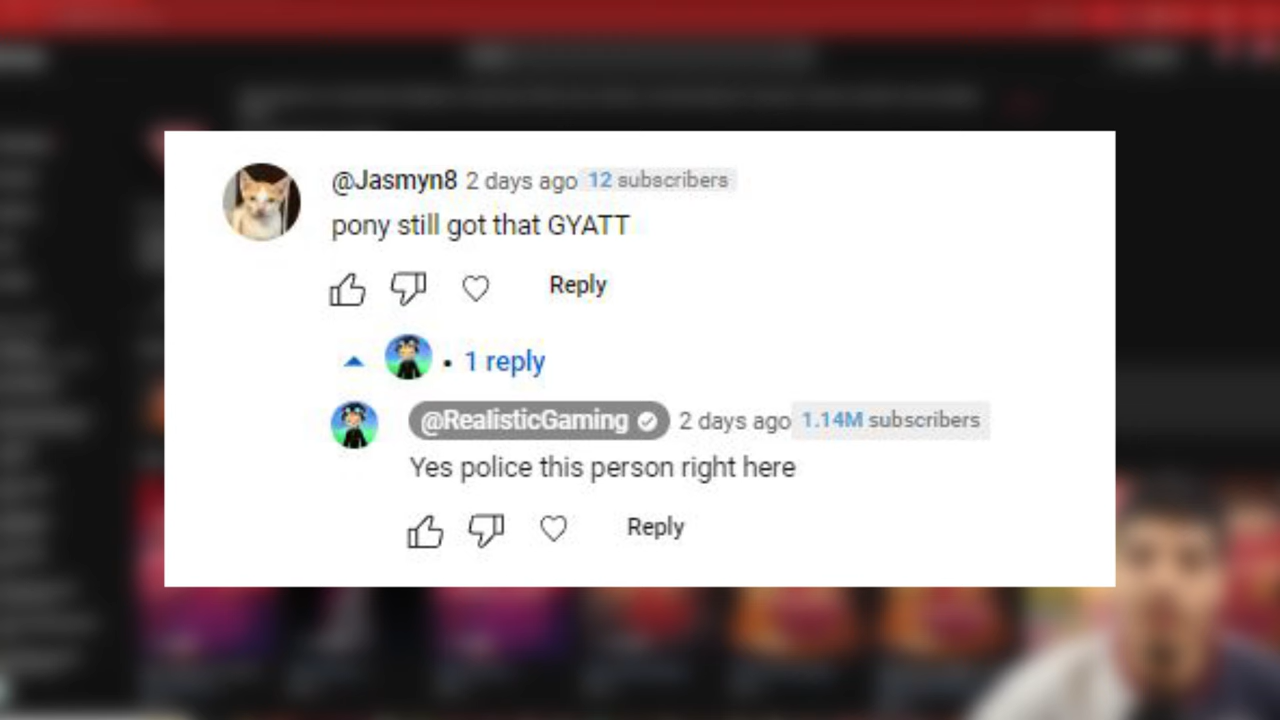 @Jasmyn8 2 days ago 12 subscribers
pony still got that GYATT
Reply
• 1 reply
@RealisticGaming 2 days ago 1.14M subscribers
Yes police this person right here
Reply